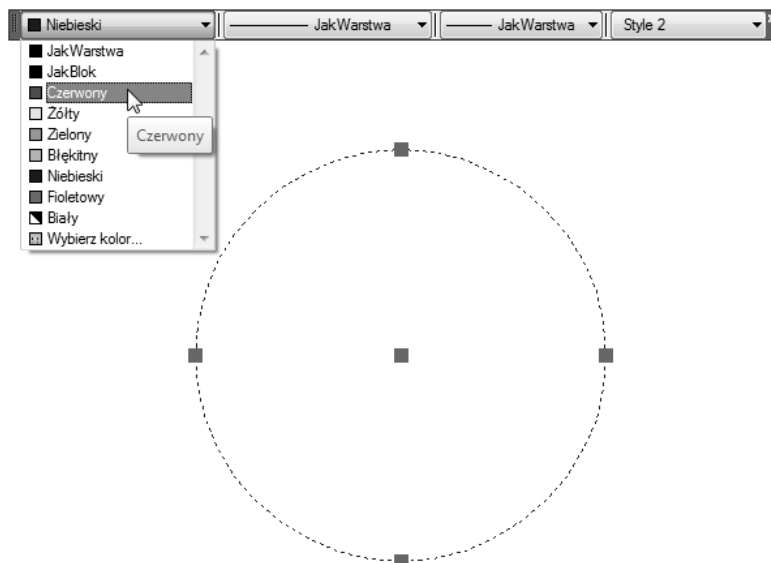 Niebieski JakWarstwa JakWarstwa Style 2
JakWarstwa
JakBlok
Czerwony
Żółty
Czerwony
Zielony
Błękitny
Niebieski
Fioletowy
Biały
Wybierz kolor...